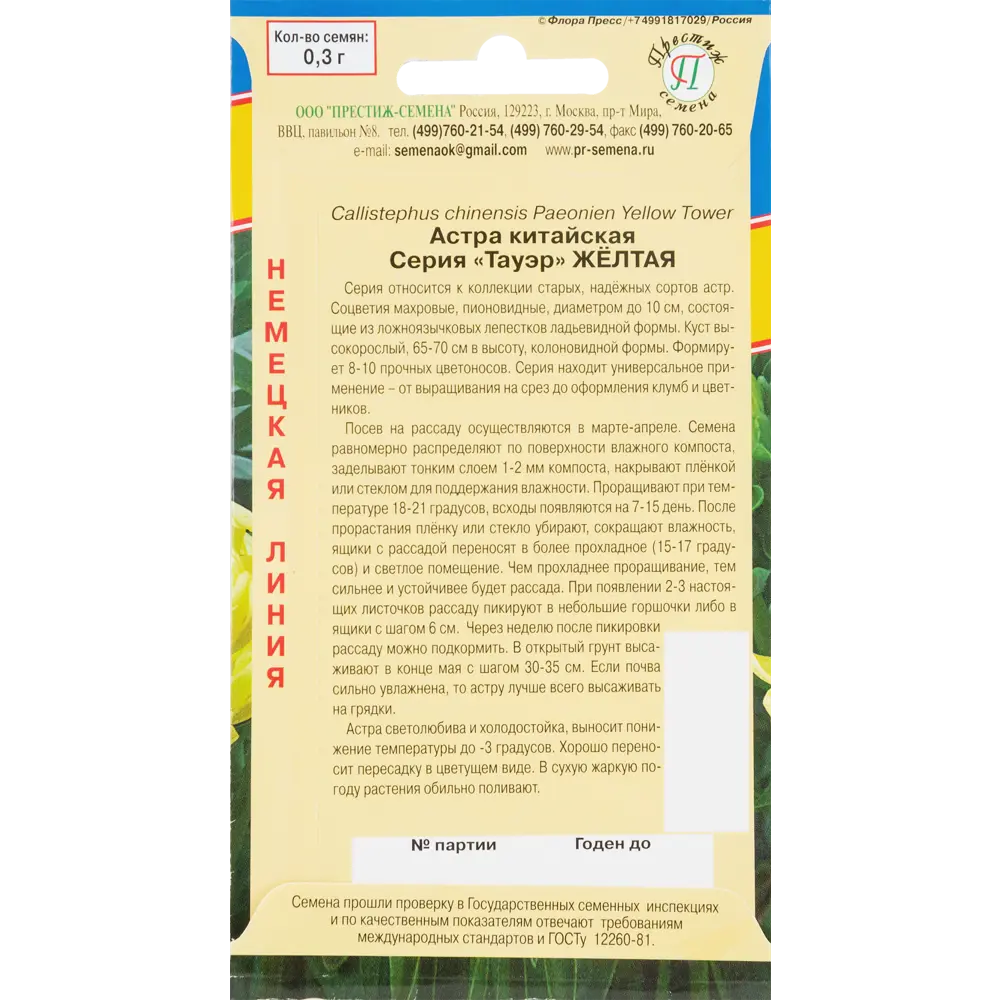 © Флора Пресс/+7 4991817029/Россия
Кол-во семян:
0,3 г
Престиж
П
семена
ООО "ПРЕСТИЖ-СЕМЕНА" Россия, 129223, г. Москва, пр-т Мира,
ВВЦ, павильон №8. тел. (499)760-21-54, (499) 760-29-54, факс (499) 760-20-65
e-mail: semenaok@gmail.com www.pr-semena.ru
Callistephus chinensis Paeonien Yellow Tower
Астра китайская
Серия «Тауэр» ЖЁЛТАЯ
НЕМЕЦКАЯ ЛИНИЯ
Серия относится к коллекции старых, надёжных сортов астр.
Соцветия махровые, пионовидные, диаметром до 10 см, состоя-
щие из ложноязычковых лепестков ладьевидной формы. Куст вы-
сокорослый, 65-70 см в высоту, колоновидной формы. Формиру-
ет 8-10 прочных цветоносов. Серия находит универсальное при-
менение – от выращивания на срез до оформления клумб и цвет-
ников.
Посев на рассаду осуществляются в марте-апреле. Семена
равномерно распределяют по поверхности влажного компоста,
заделывают тонким слоем 1-2 мм компоста, накрывают плёнкой
или стеклом для поддержания влажности. Проращивают при тем-
пературе 18-21 градусов, всходы появляются на 7-15 день. После
прорастания плёнку или стекло убирают, сокращают влажность,
ящики с рассадой переносят в более прохладное (15-17 граду-
сов) и светлое помещение. Чем прохладнее проращивание, тем
сильнее и устойчивее будет рассада. При появлении 2-3 настоя-
щих листочков рассаду пикируют в небольшие горшочки либо в
ящики с шагом 6 см. Через неделю после пикировки
рассаду можно подкормить. В открытый грунт выса-
живают в конце мая с шагом 30-35 см. Если почва
сильно увлажнена, то астру лучше всего высаживать
на грядки.
Астра светолюбива и холодостойка, выносит пони-
жение температуры до -3 градусов. Хорошо перено-
сит пересадку в цветущем виде. В сухую жаркую по-
году растения обильно поливают.
№ партии Годен до
Семена прошли проверку в Государственных семенных инспекциях
и по качественным показателям отвечают требованиям
международных стандартов и ГОСТу 12260-81.